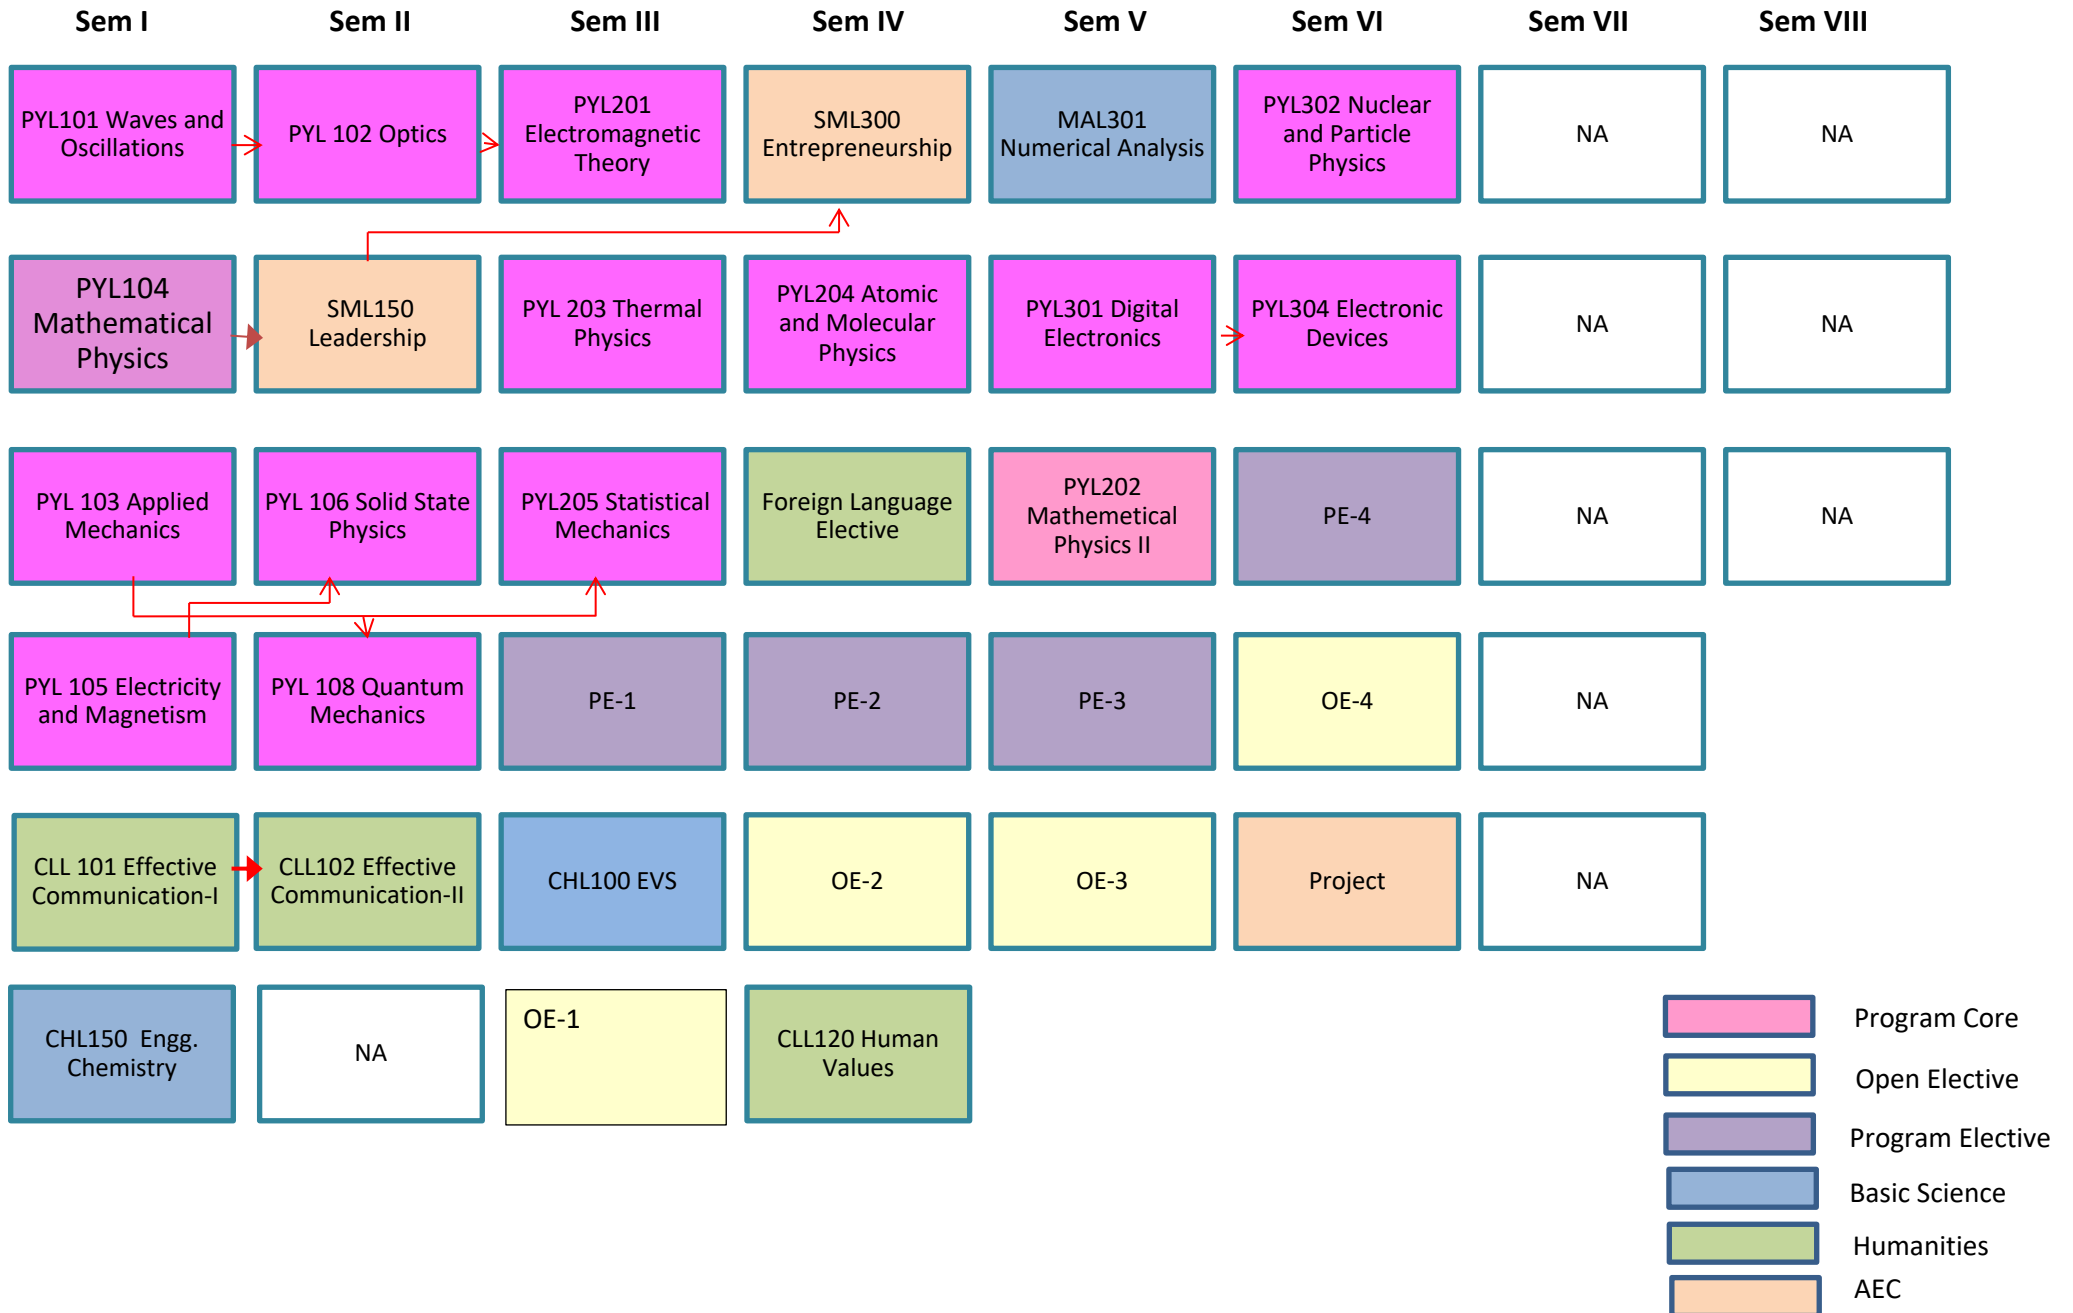 Sem I Sem II Sem III Sem IV Sem V Sem VI Sem VII Sem VIII
PYL101 Waves and
Oscillations
PYL 102 Optics
PYL201
Electromagnetic
Theory
SML300
Entrepreneurship
MAL301
Numerical Analysis
PYL302 Nuclear
and Particle
Physics
NA
NA
PYL104
Mathematical
Physics
SML150
Leadership
PYL 203 Thermal
Physics
PYL204 Atomic
and Molecular
Physics
PYL301 Digital
Electronics
PYL304 Electronic
Devices
NA
NA
PYL 103 Applied
Mechanics
PYL 106 Solid State
Physics
PYL205 Statistical
Mechanics
Foreign Language
Elective
PYL202
Mathemetical
Physics II
PE-4
NA
NA
PYL 105 Electricity
and Magnetism
PYL 108 Quantum
Mechanics
PE-1
PE-2
PE-3
OE-4
NA
CLL 101 Effective
Communication-I
CLL102 Effective
Communication-II
CHL100 EVS
OE-2
OE-3
Project
NA
CHL150 Engg.
Chemistry
NA
OE-1
CLL120 Human
Values
Program Core
Open Elective
Program Elective
Basic Science
Humanities
AEC